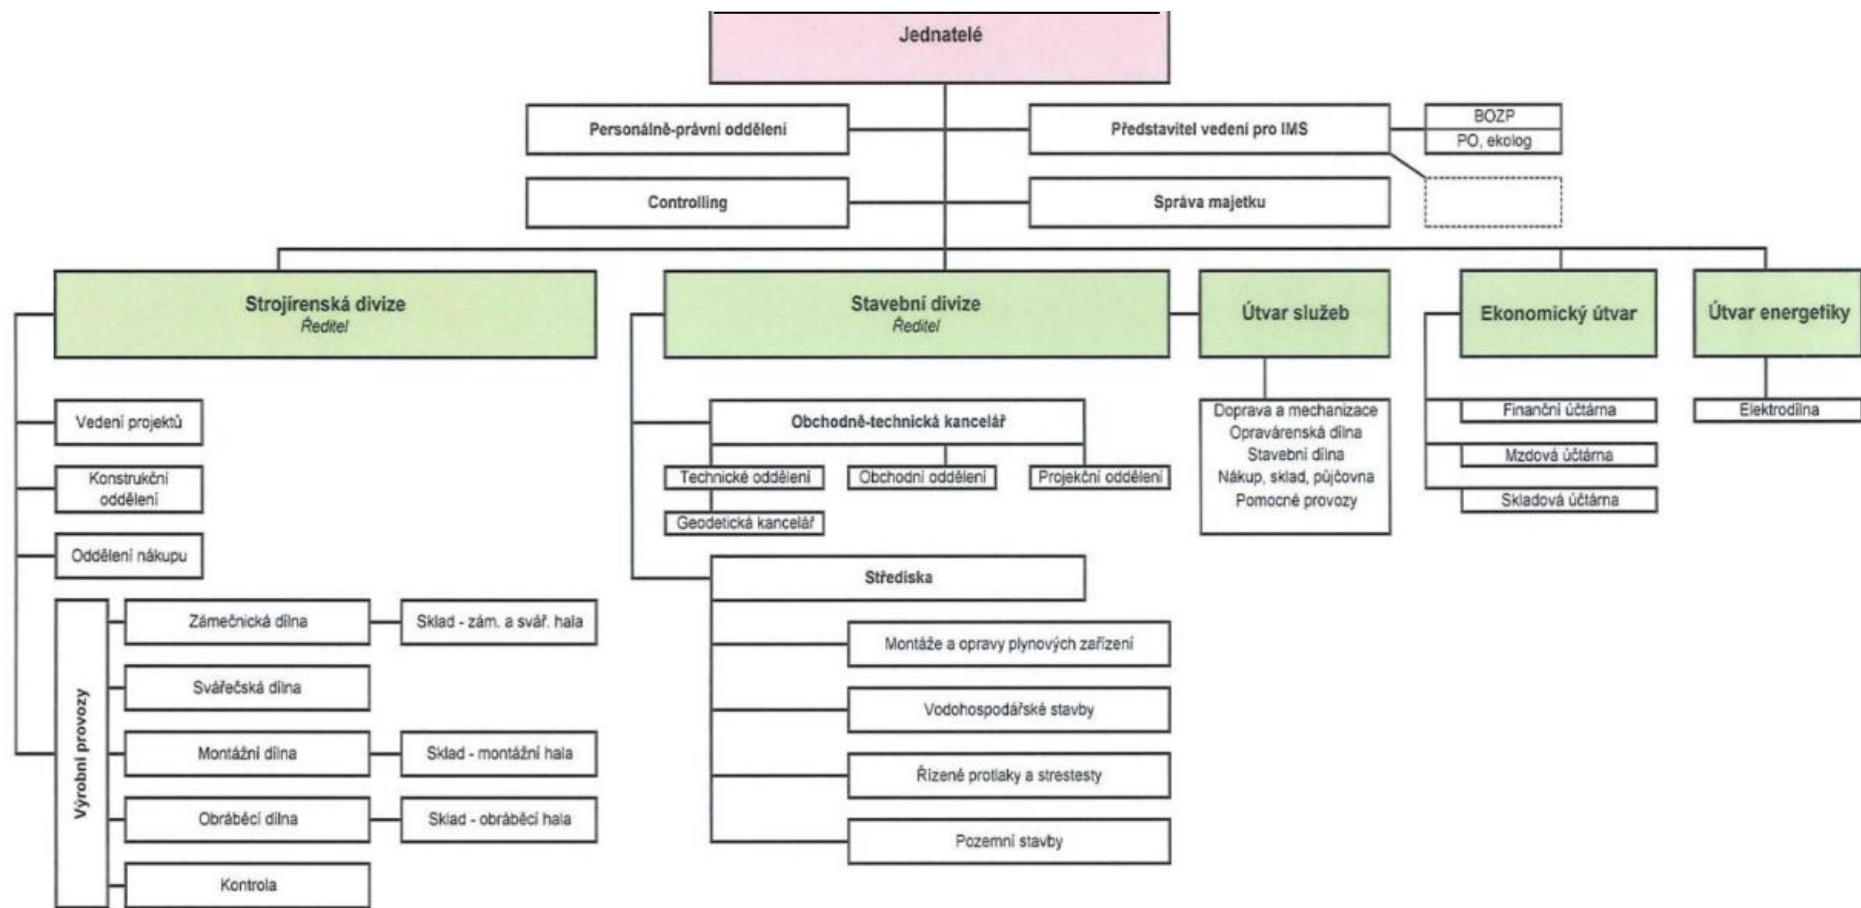 Jednatelé
Personálně-právní oddělení
Představitel vedení pro IMS
BOZP
PO, ekolog
Controlling
Správa majetku
Strojírenská divize
Ředitel
Stavební divize
Ředitel
Útvar služeb
Ekonomický útvar
Útvar energetiky
Vedení projektů
Konstrukční
oddělení
Oddělení nákupu
Výrobní provozy
Zámečnická dílna
Sklad - zám. a svář. hala
Svářečská dílna
Montážní dílna
Sklad - montážní hala
Obráběcí dílna
Sklad - obráběcí hala
Kontrola
Obchodně-technická kancelář
Technické oddělení
Obchodní oddělení
Projekční oddělení
Geodetická kancelář
Střediska
Montáže a opravy plynových zařízení
Vodohospodářské stavby
Řízené protlaky a strestesty
Pozemní stavby
Doprava a mechanizace
Opravárenská dílna
Stavební dílna
Nákup, sklad, půjčovna
Pomocné provozy
Finanční účtárna
Mzdová účtárna
Skladová účtárna
Elektrodílna